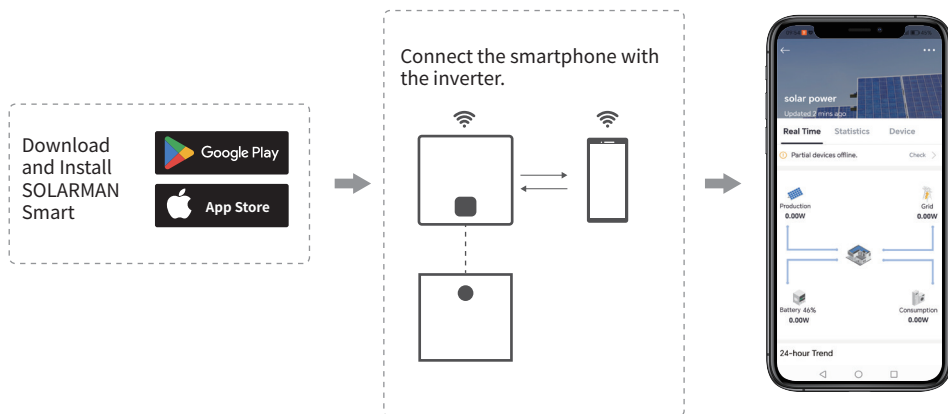 Download
and Install
SOLARMAN
Smart
Google Play
App Store
Connect the smartphone with
the inverter.
solar power
Updated 2 mins ago
Real Time Statistics Device
Partial devices offline. Check
Production
0.00W
Grid
0.00W
Battery 46%
0.00W
Consumption
0.00W
24-hour Trend